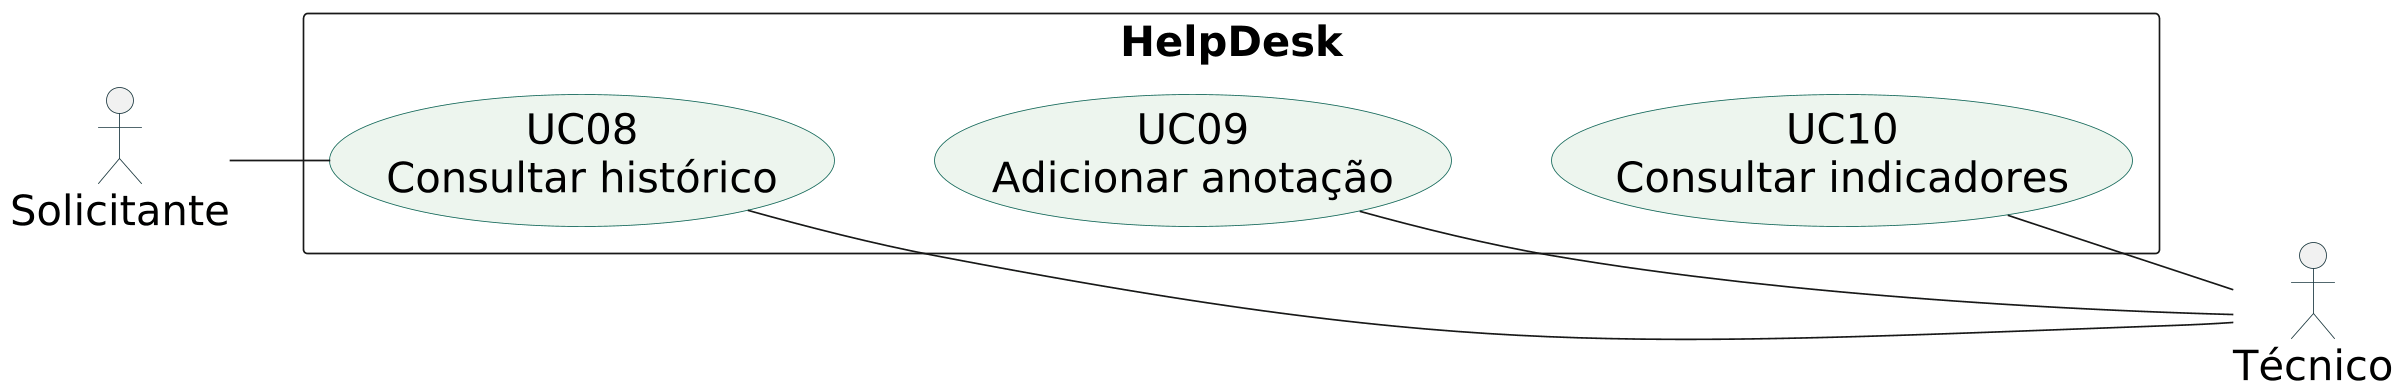 HelpDesk
Solicitante
UC08
Consultar histórico
UC09
Adicionar anotação
UC10
Consultar indicadores
Técnico